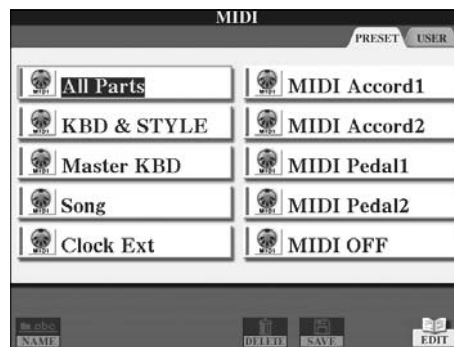 MIDI
PRESET USER
All Parts
KBD & STYLE
Master KBD
Song
Clock Ext
MIDI Accord1
MIDI Accord2
MIDI Pedal1
MIDI Pedal2
MIDI OFF
abc
NAME DELETE SAVE EDIT